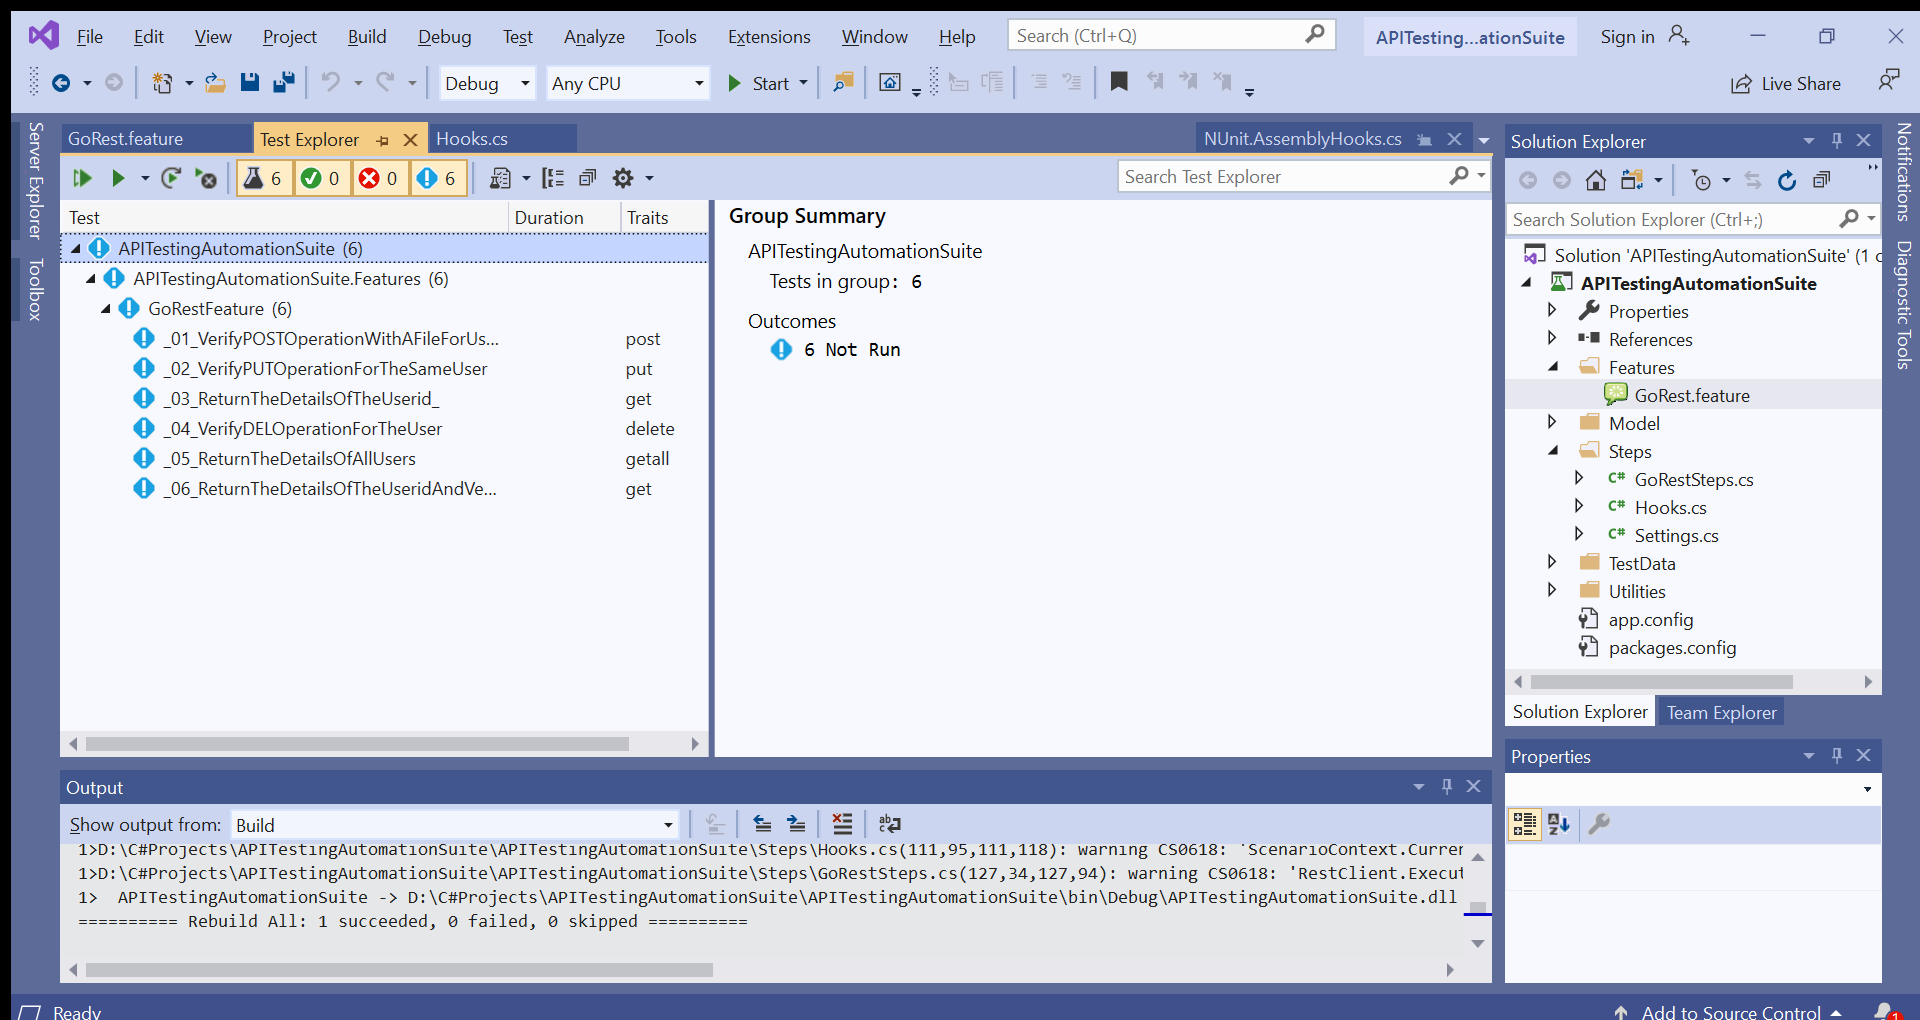 File Edit View Project Build Debug Test Analyze Tools Extensions Window Help Search (Ctrl+Q) APITesting...ationSuite Sign in
Debug Any CPU Start Live Share
Server Explorer
Toolbox
GoRest.feature Test Explorer Hooks.cs NUnit.AssemblyHooks.cs
6 0 0 6 Search Test Explorer
Test Duration Traits
APITestingAutomationSuite (6)
APITestingAutomationSuite.Features (6)
GoRestFeature (6)
_01_VerifyPOSTOperationWithAFileForUs... post
_02_VerifyPUTOperationForTheSameUser put
_03_ReturnTheDetailsOfTheUserid_ get
_04_VerifyDELOperationForTheUser delete
_05_ReturnTheDetailsOfAllUsers getall
_06_ReturnTheDetailsOfTheUseridAndVe... get
Group Summary
APITestingAutomationSuite
Tests in group: 6
Outcomes
6 Not Run
Output
Show output from: Build
1>D:\C#Projects\APITestingAutomationSuite\APITestingAutomationSuite\Steps\Hooks.cs(111,95,111,118): warning CS0618: 'ScenarioContext.Curren
1>D:\C#Projects\APITestingAutomationSuite\APITestingAutomationSuite\Steps\GoRestSteps.cs(127,34,127,94): warning CS0618: 'RestClient.Execut
1> APITestingAutomationSuite -> D:\C#Projects\APITestingAutomationSuite\APITestingAutomationSuite\bin\Debug\APITestingAutomationSuite.dll
========== Rebuild All: 1 succeeded, 0 failed, 0 skipped ==========
Solution Explorer
Search Solution Explorer (Ctrl+;)
Solution 'APITestingAutomationSuite' (1 c
APITestingAutomationSuite
Properties
References
Features
GoRest.feature
Model
Steps
C# GoRestSteps.cs
C# Hooks.cs
C# Settings.cs
TestData
Utilities
app.config
packages.config
Solution Explorer Team Explorer
Properties
Notifications
Diagnostic Tools
Ready Add to Source Control 1